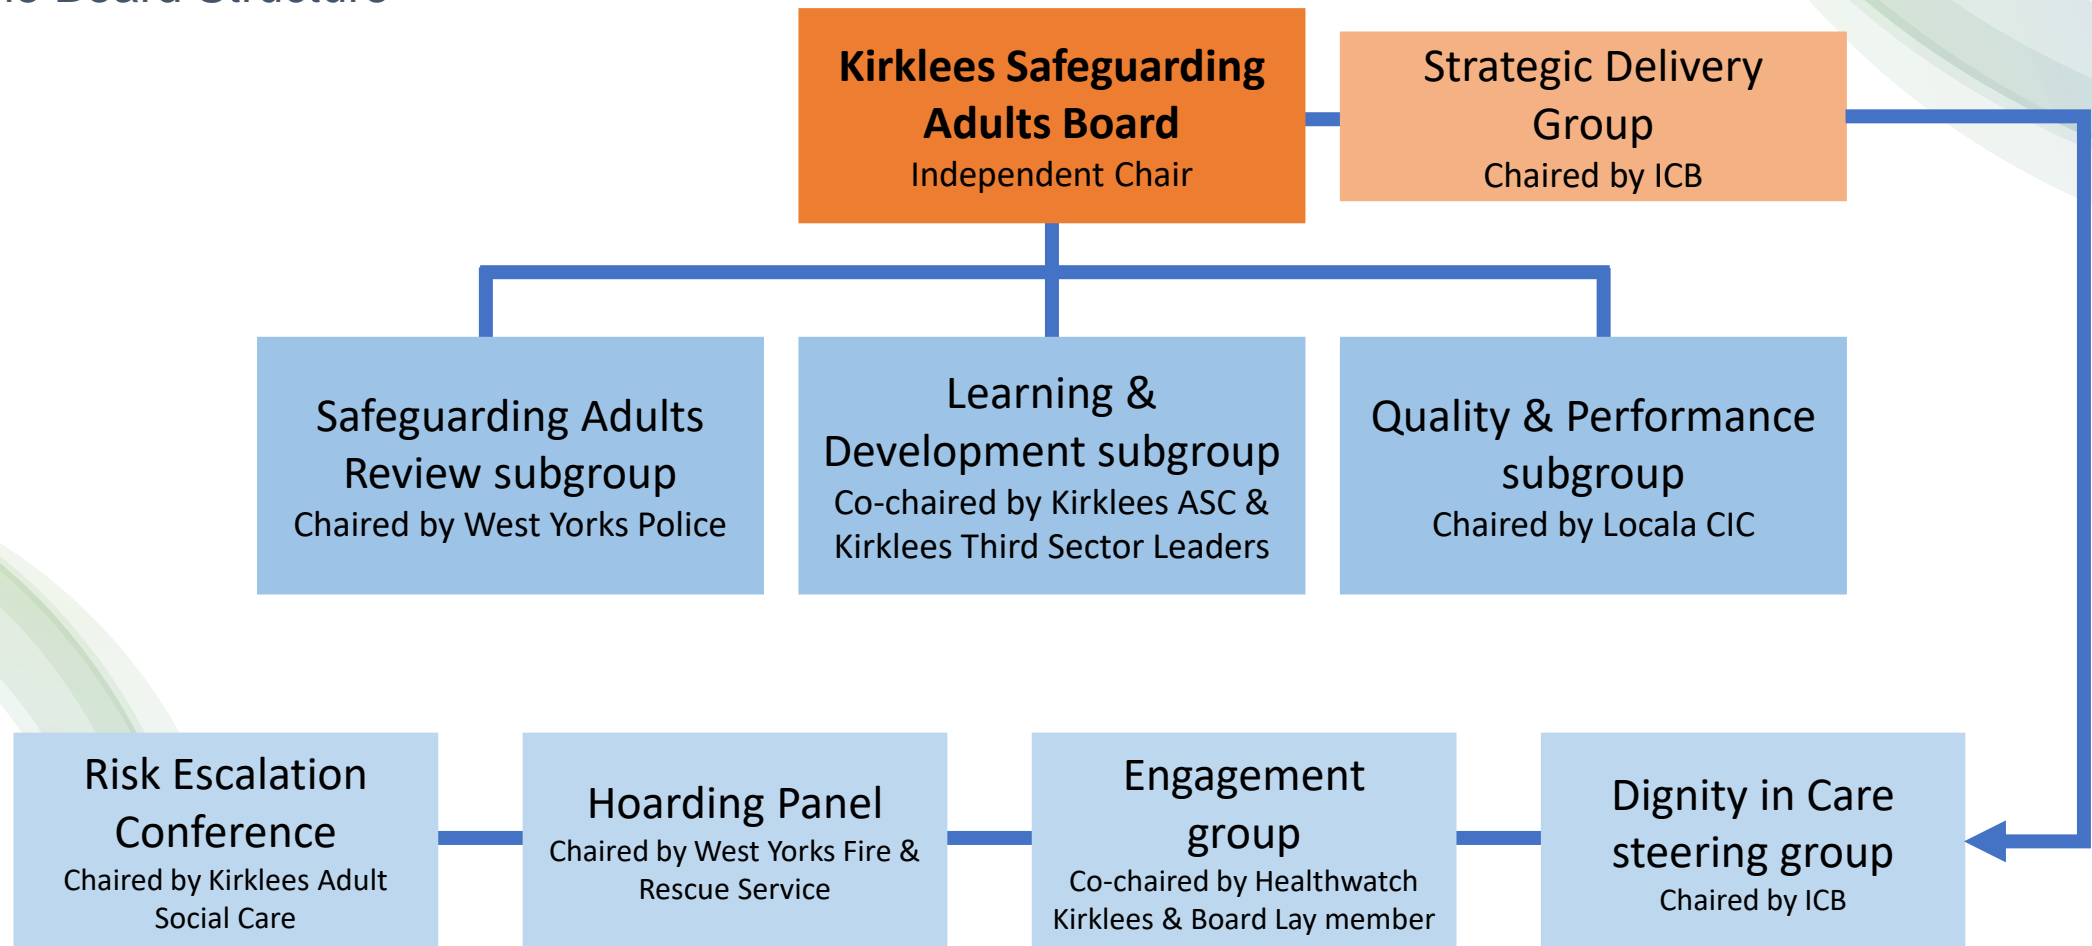 Board Structure
Kirklees Safeguarding
Adults Board
Independent Chair
Strategic Delivery
Group
Chaired by ICB
Safeguarding Adults
Review subgroup
Chaired by West Yorks Police
Learning &
Development subgroup
Co-chaired by Kirklees ASC &
Kirklees Third Sector Leaders
Quality & Performance
subgroup
Chaired by Locala CIC
Risk Escalation
Conference
Chaired by Kirklees Adult
Social Care
Hoarding Panel
Chaired by West Yorks Fire &
Rescue Service
Engagement
group
Co-chaired by Healthwatch
Kirklees & Board Lay member
Dignity in Care
steering group
Chaired by ICB